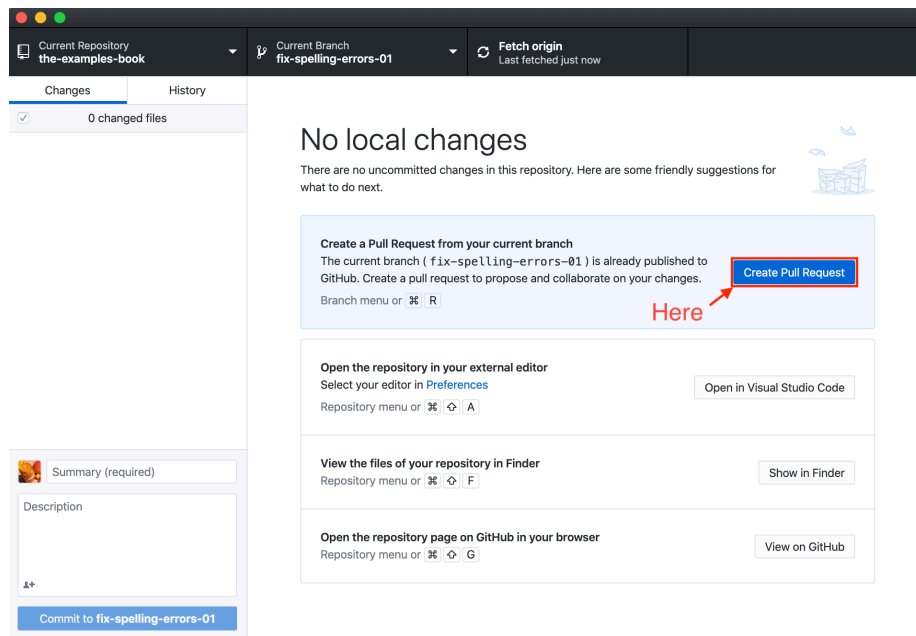 Current Repository
the-examples-book
Current Branch
fix-spelling-errors-01
Fetch origin
Last fetched just now
Changes
History
0 changed files
No local changes
There are no uncommitted changes in this repository. Here are some friendly suggestions for
what to do next.
Create a Pull Request from your current branch
The current branch ( fix-spelling-errors-01 ) is already published to
GitHub. Create a pull request to propose and collaborate on your changes.
Branch menu or ⌘ R
Create Pull Request
Here
Open the repository in your external editor
Select your editor in Preferences
Repository menu or ⌘ ⇧ A
Open in Visual Studio Code
View the files of your repository in Finder
Repository menu or ⌘ ⇧ F
Show in Finder
Open the repository page on GitHub in your browser
Repository menu or ⌘ ⇧ G
View on GitHub
Summary (required)
Description
Commit to fix-spelling-errors-01